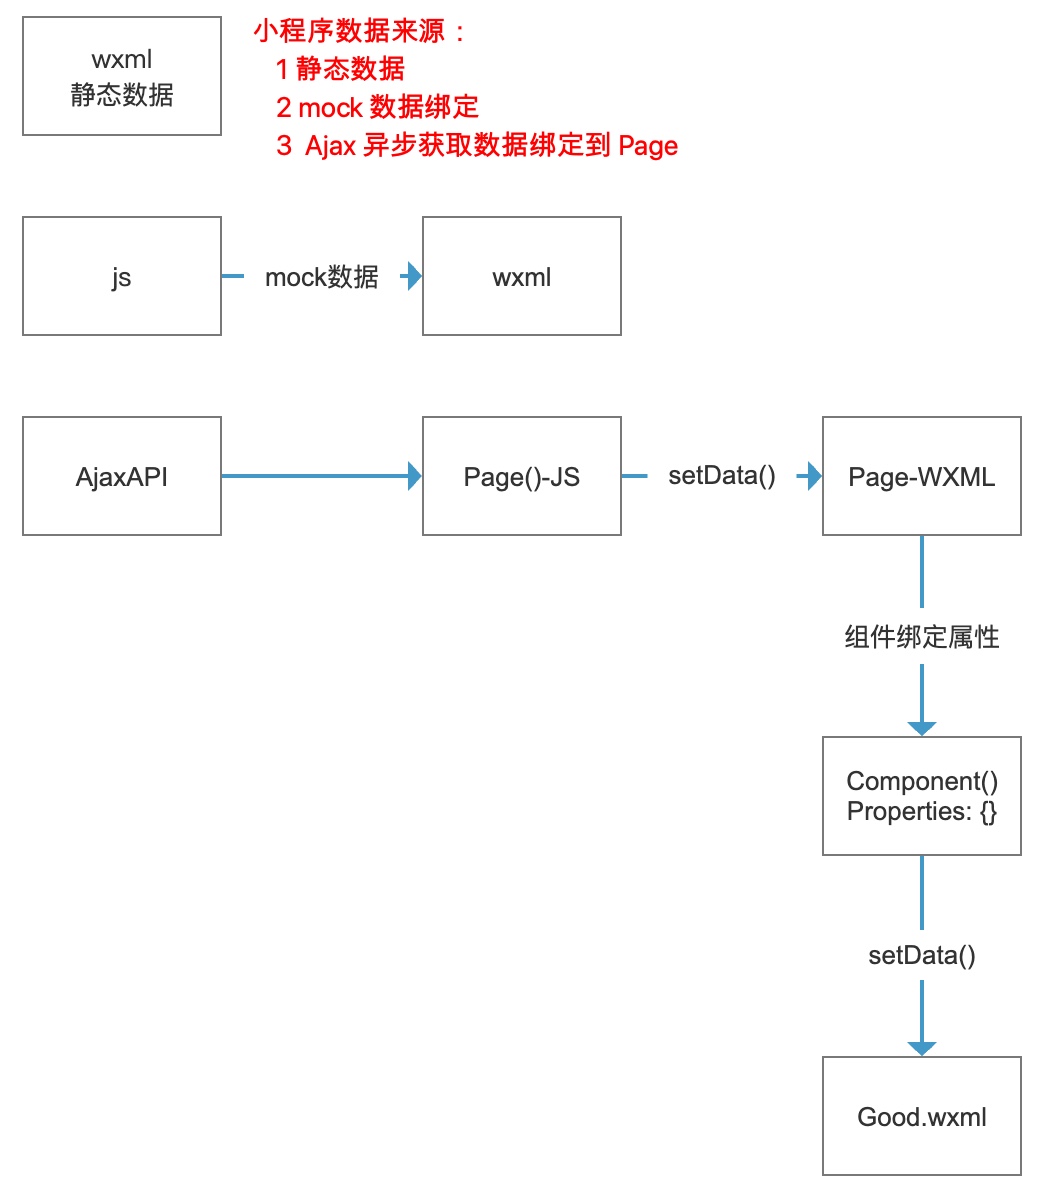 wxml
静态数据
小程序数据来源：
1 静态数据
2 mock 数据绑定
3 Ajax 异步获取数据绑定到 Page
js
mock数据
wxml
AjaxAPI
Page()-JS
setData()
Page-WXML
组件绑定属性
Component()
Properties: {}
setData()
Good.wxml